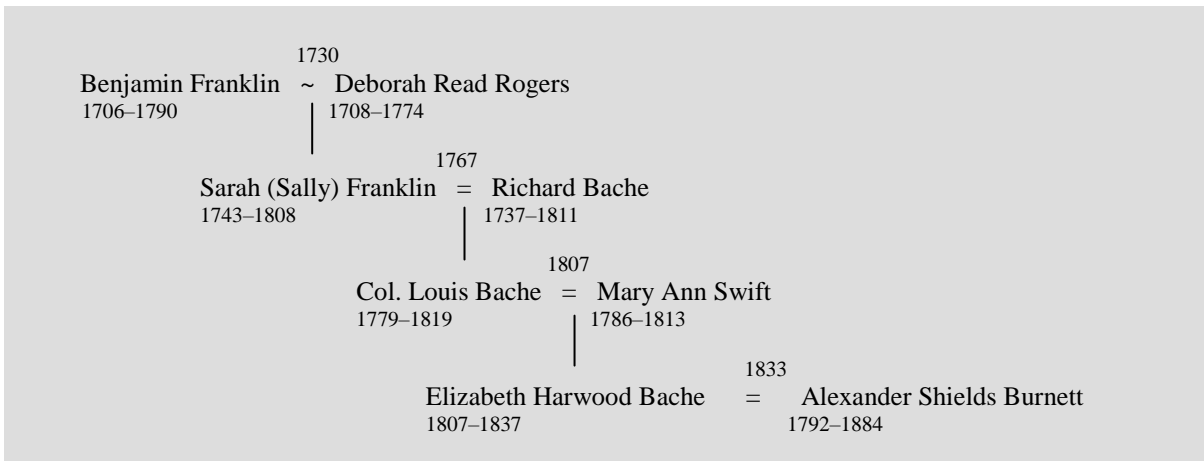 1730
Benjamin Franklin ~ Deborah Read Rogers
1706–1790 1708–1774
1767
Sarah (Sally) Franklin = Richard Bache
1743–1808 1737–1811
1807
Col. Louis Bache = Mary Ann Swift
1779–1819 1786–1813
1833
Elizabeth Harwood Bache = Alexander Shields Burnett
1807–1837 1792–1884